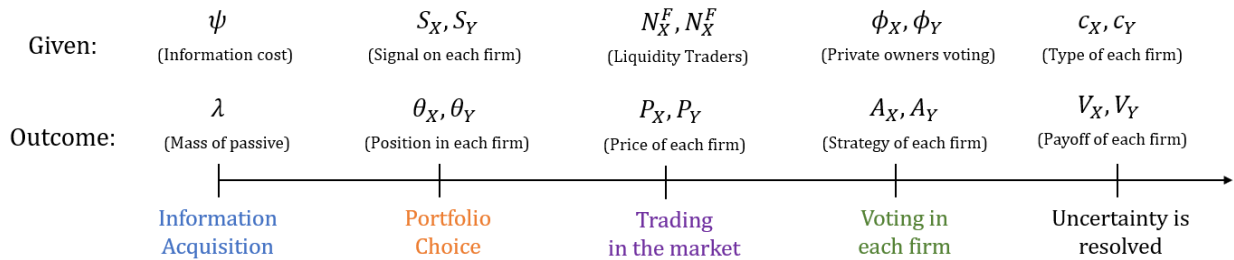 Given:
ψ
S_X, S_Y
N_X^F, N_X^F
ϕ_X, ϕ_Y
c_X, c_Y
(Information cost)
(Signal on each firm)
(Liquidity Traders)
(Private owners voting)
(Type of each firm)
Outcome:
λ
θ_X, θ_Y
P_X, P_Y
A_X, A_Y
V_X, V_Y
(Mass of passive)
(Position in each firm)
(Price of each firm)
(Strategy of each firm)
(Payoff of each firm)
Information
Acquisition
Portfolio
Choice
Trading
in the market
Voting in
each firm
Uncertainty is
resolved